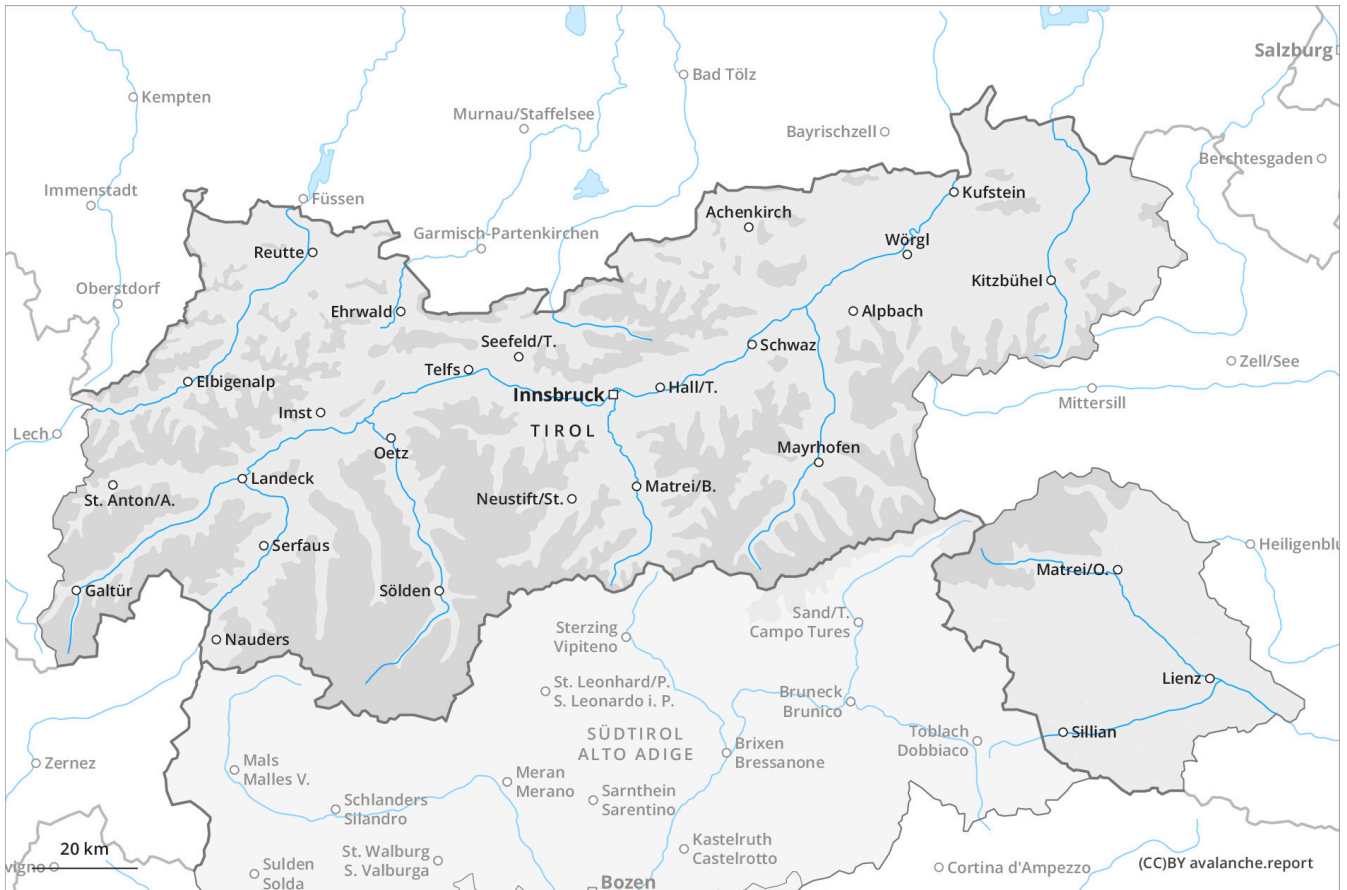 Salzburg
Bad Tölz
Kempten
Murnau/Staffelsee
Bayrischzell
Berchtesgaden
Immenstadt
Füssen
Kufstein
Achenkirch
Garmisch-Partenkirchen
Wörgl
Reutte
Oberstdorf
Kitzbühel
Ehrwald
Alpbach
Seefeld/T.
Schwaz
Zell/See
Telfs
Elbigenalp
Hall/T.
Innsbruck
Mittersill
Imst
TIROL
Lech
Oetz
Mayrhofen
Landeck
Matrei/B.
St. Anton/A.
Neustift/St.
Serfaus
Heiligenblu
Matrei/O.
Galtür
Sölden
Sand/T.
Campo Tures
Sterzing
Vipiteno
Nauders
Lienz
St. Leonhard/P.
S. Leonardo i. P.
Bruneck
Brunico
SÜDTIROL
ALTO ADIGE
Toblach
Dobbiaco
Sillian
Brixen
Bressanone
Zernez
Mals
Malles V.
Meran
Merano
Sarnthein
Sarentino
Schlanders
Silandro
Kastelruth
Castelrotto
20 km
St. Walburg
S. Valburga
vigno
Sulden
Solda
Cortina d'Ampezzo
(CC)BY avalanche.report
Bozen